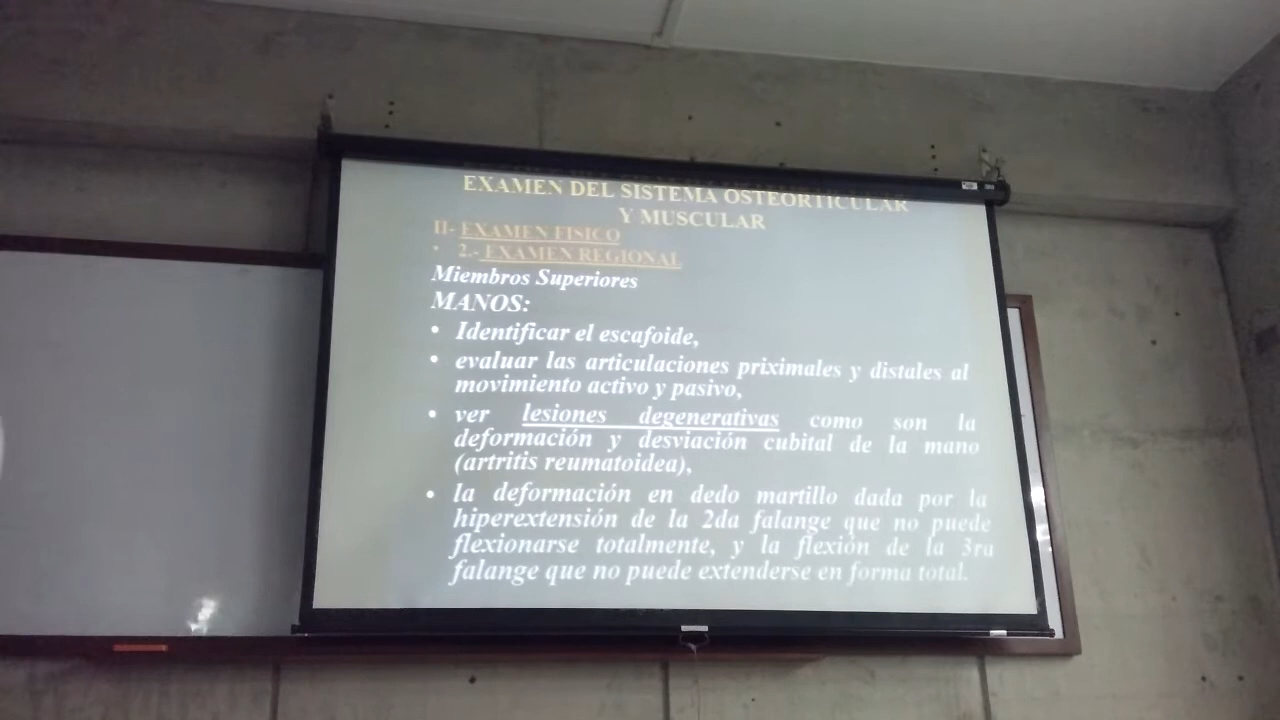 EXAMEN DEL SISTEMA OSTEORTICULAR
Y MUSCULAR
II- EXAMEN FISICO
• 2.- EXAMEN REGIONAL
Miembros Superiores
MANOS:
• Identificar el escafoide,
• evaluar las articulaciones priximales y distales al
movimiento activo y pasivo,
• ver lesiones degenerativas como son la
deformación y desviación cubital de la mano
(artritis reumatoidea),
• la deformación en dedo martillo dada por la
hiperextensión de la 2da falange que no puede
flexionarse totalmente, y la flexión de la 3ra
falange que no puede extenderse en forma total.